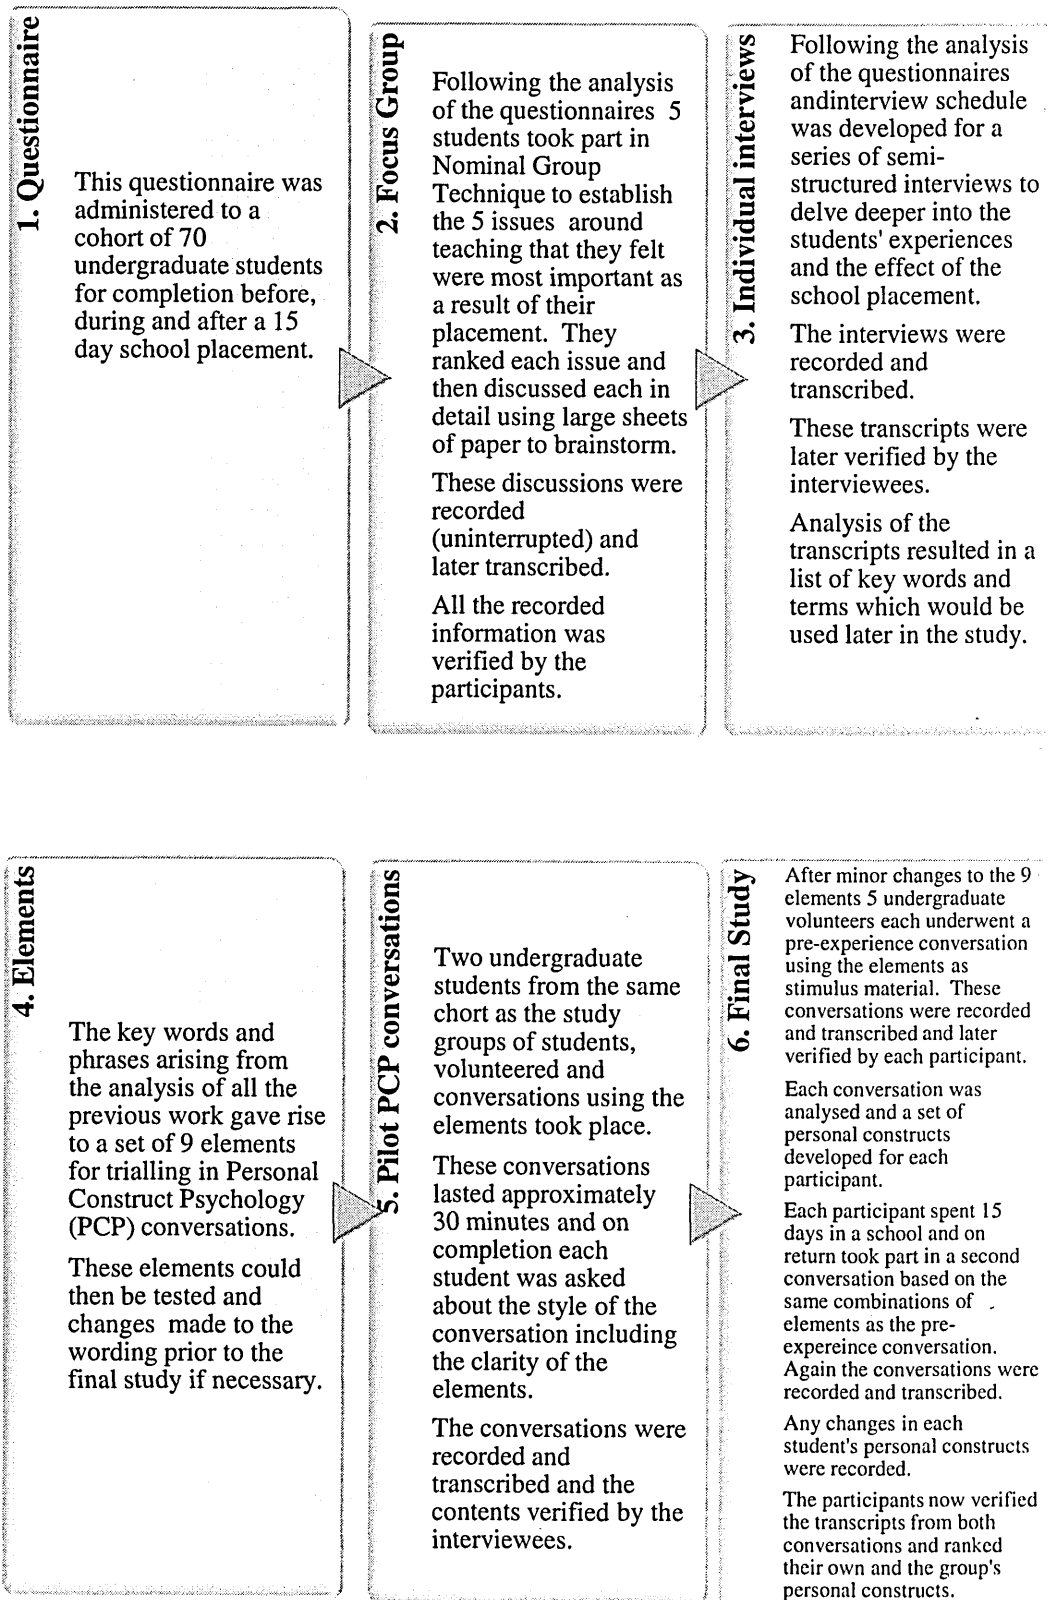 1. Questionnaire
This questionnaire was
administered to a
cohort of 70
undergraduate students
for completion before,
during and after a 15
day school placement.
2. Focus Group
Following the analysis
of the questionnaires 5
students took part in
Nominal Group
Technique to establish
the 5 issues around
teaching that they felt
were most important as
a result of their
placement. They
ranked each issue and
then discussed each in
detail using large sheets
of paper to brainstorm.
These discussions were
recorded
(uninterrupted) and
later transcribed.
All the recorded
information was
verified by the
participants.
3. Individual interviews
Following the analysis
of the questionnaires
andinterview schedule
was developed for a
series of semi-
structured interviews to
delve deeper into the
students' experiences
and the effect of the
school placement.
The interviews were
recorded and
transcribed.
These transcripts were
later verified by the
interviewees.
Analysis of the
transcripts resulted in a
list of key words and
terms which would be
used later in the study.
4. Elements
The key words and
phrases arising from
the analysis of all the
previous work gave rise
to a set of 9 elements
for trialling in Personal
Construct Psychology
(PCP) conversations.
These elements could
then be tested and
changes made to the
wording prior to the
final study if necessary.
5. Pilot PCP conversations
Two undergraduate
students from the same
chort as the study
groups of students,
volunteered and
conversations using the
elements took place.
These conversations
lasted approximately
30 minutes and on
completion each
student was asked
about the style of the
conversation including
the clarity of the
elements.
The conversations were
recorded and
transcribed and the
contents verified by the
interviewees.
6. Final Study
After minor changes to the 9
elements 5 undergraduate
volunteers each underwent a
pre-experience conversation
using the elements as
stimulus material. These
conversations were recorded
and transcribed and later
verified by each participant.
Each conversation was
analysed and a set of
personal constructs
developed for each
participant.
Each participant spent 15
days in a school and on
return took part in a second
conversation based on the
same combinations of
elements as the pre-
expereince conversation.
Again the conversations were
recorded and transcribed.
Any changes in each
student's personal constructs
were recorded.
The participants now verified
the transcripts from both
conversations and ranked
their own and the group's
personal constructs.